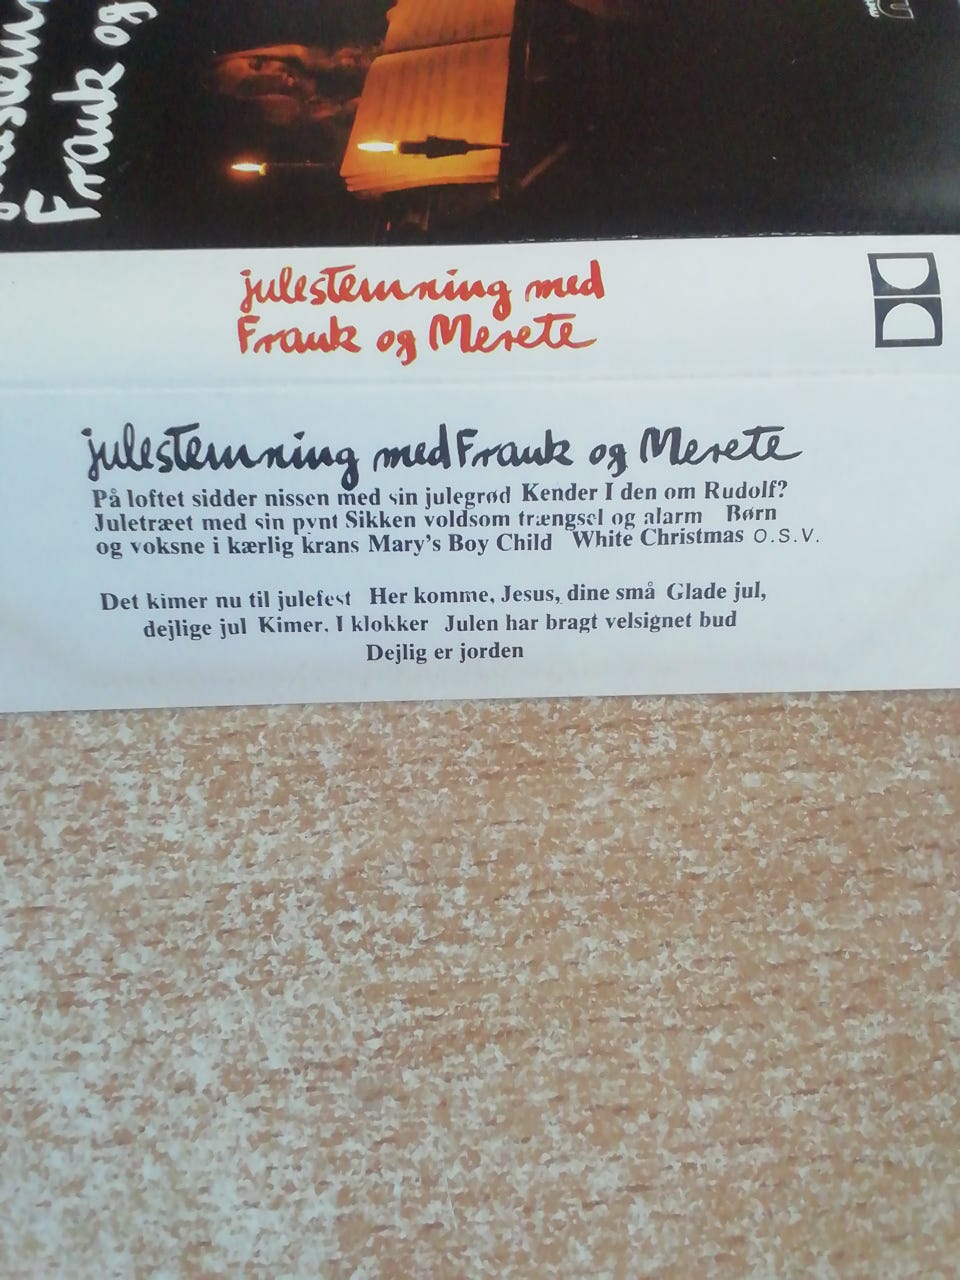 julestemnin
Frank og
julestemning med
Frank og Merete
julestemning med Frank og Merete
På loftet sidder nissen med sin julegrød Kender I den om Rudolf?
Juletræet med sin pynt Sikken voldsom trængsel og alarm Børn
og voksne i kærlig krans Mary's Boy Child White Christmas O.S.V.
Det kimer nu til julefest Her komme, Jesus, dine små Glade jul,
dejlige jul Kimer, I klokker Julen har bragt velsignet bud
Dejlig er jorden